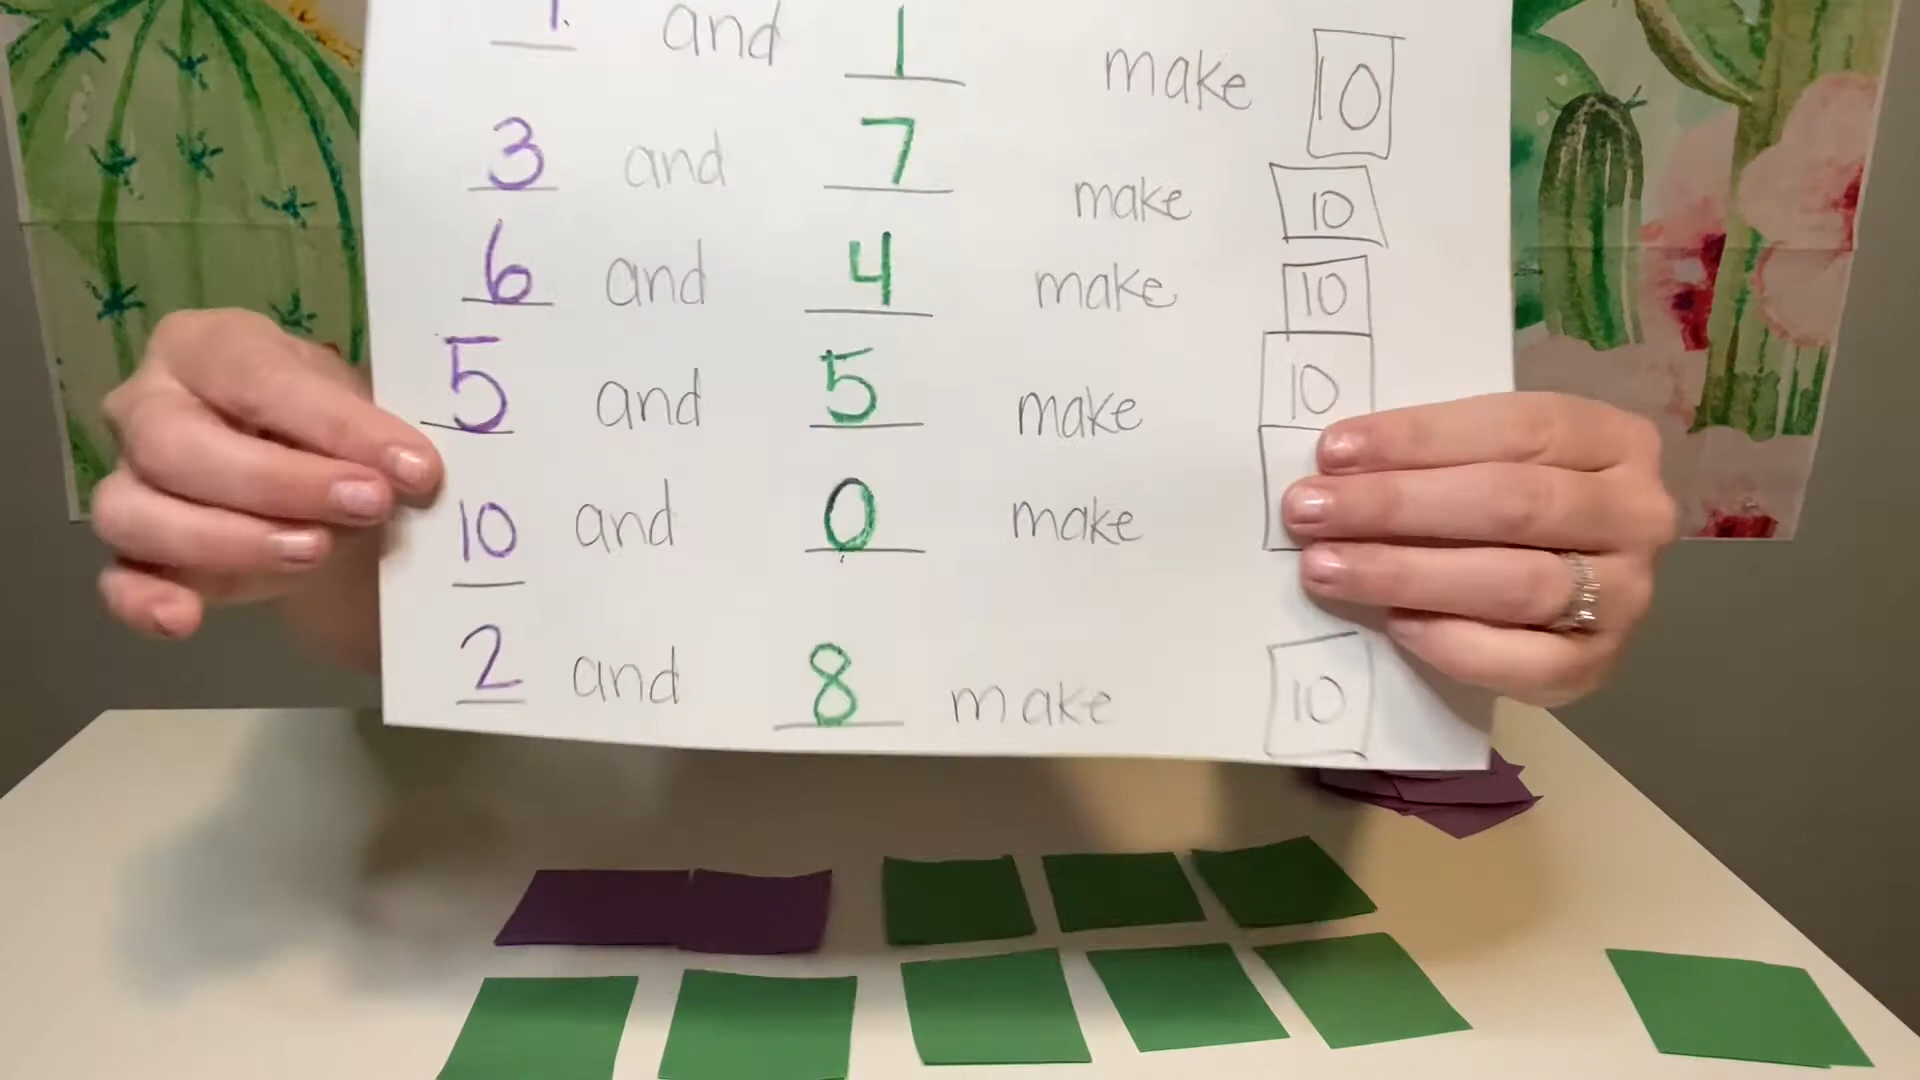 and 1 make 10
3 and 7 make 10
6 and 4 make 10
5 and 5 make 10
10 and 0 make
2 and 8 make 10